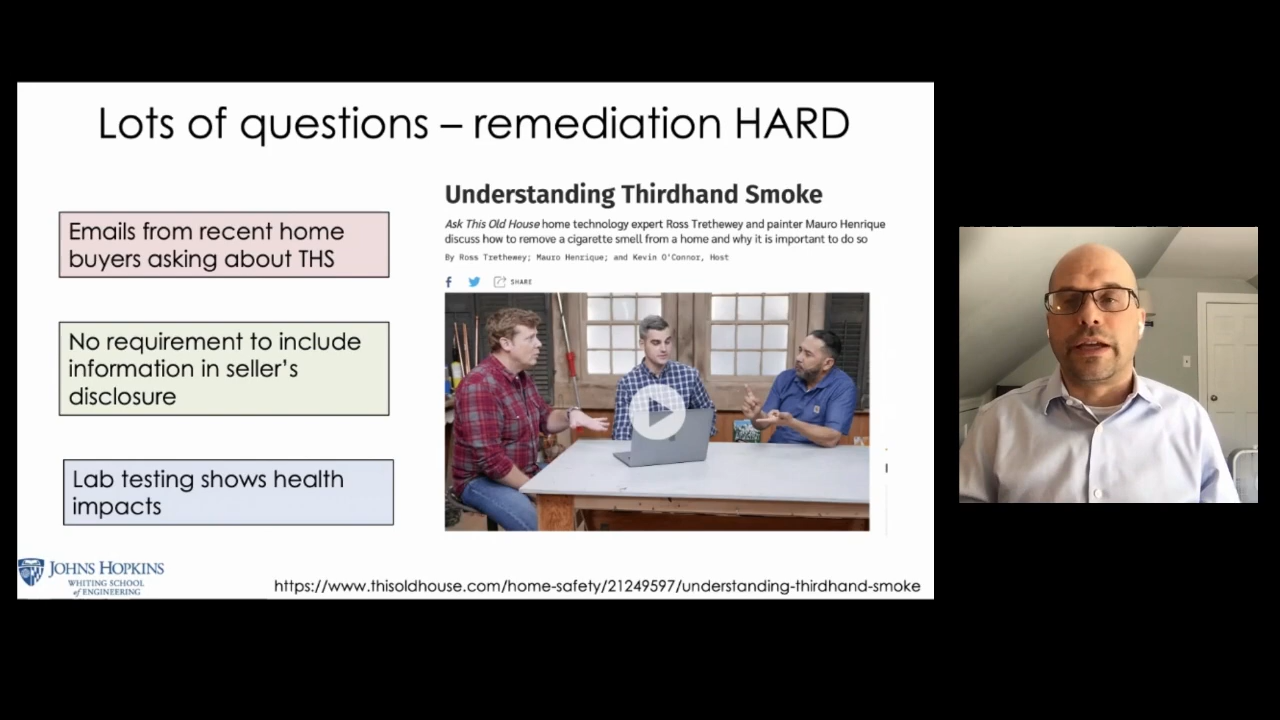 Lots of questions – remediation HARD
Emails from recent home
buyers asking about THS
No requirement to include
information in seller's
disclosure
Lab testing shows health
impacts
Understanding Thirdhand Smoke
Ask This Old House home technology expert Ross Trethewey and painter Mauro Henrique
discuss how to remove a cigarette smell from a home and why it is important to do so
By Ross Trethewey; Mauro Henrique; and Kevin O'Connor, Host
SHARE
JOHNS HOPKINS
WHITING SCHOOL
of ENGINEERING
https://www.thisoldhouse.com/home-safety/21249597/understanding-thirdhand-smoke